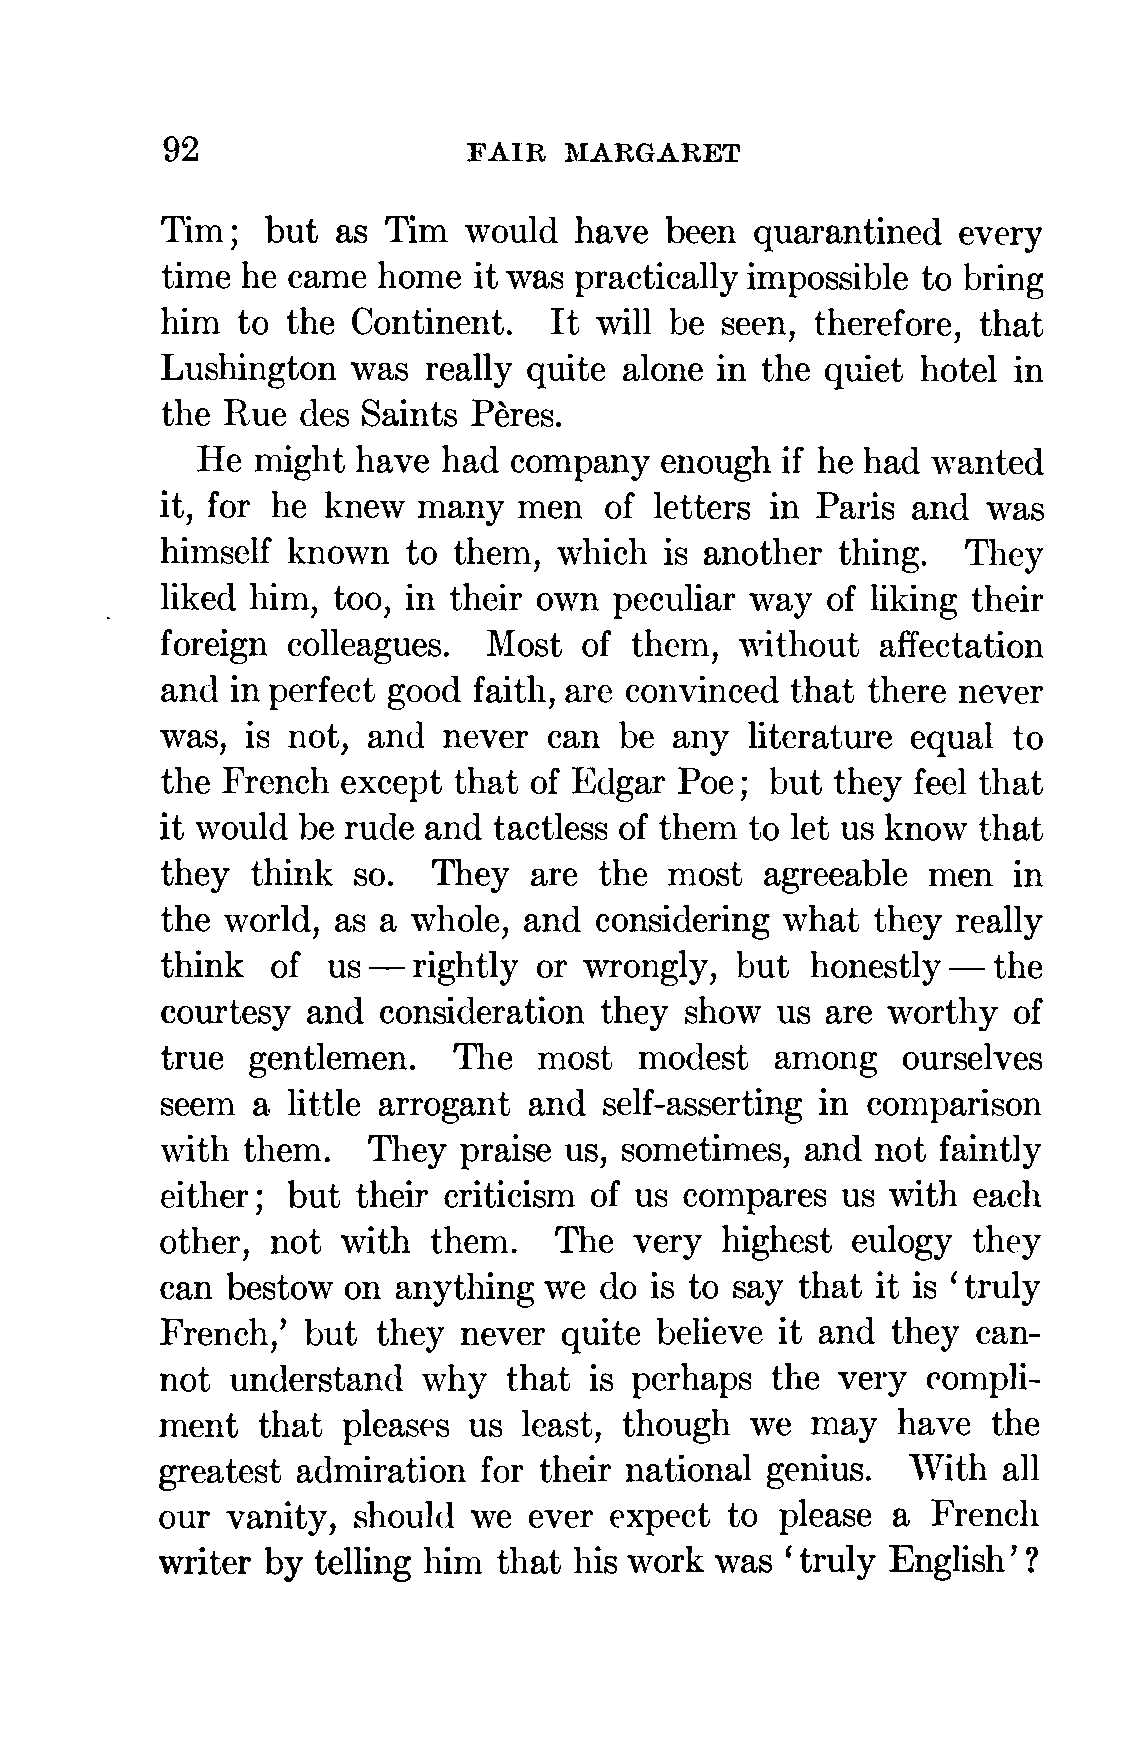 92 FAIR MARGARET
Tim; but as Tim would have been quarantined every
time he came home it was practically impossible to bring
him to the Continent. It will be seen, therefore, that
Lushington was really quite alone in the quiet hotel in
the Rue des Saints Pères.
He might have had company enough if he had wanted
it, for he knew many men of letters in Paris and was
himself known to them, which is another thing. They
liked him, too, in their own peculiar way of liking their
foreign colleagues. Most of them, without affectation
and in perfect good faith, are convinced that there never
was, is not, and never can be any literature equal to
the French except that of Edgar Poe; but they feel that
it would be rude and tactless of them to let us know that
they think so. They are the most agreeable men in
the world, as a whole, and considering what they really
think of us — rightly or wrongly, but honestly — the
courtesy and consideration they show us are worthy of
true gentlemen. The most modest among ourselves
seem a little arrogant and self-asserting in comparison
with them. They praise us, sometimes, and not faintly
either; but their criticism of us compares us with each
other, not with them. The very highest eulogy they
can bestow on anything we do is to say that it is ‘truly
French,’ but they never quite believe it and they can-
not understand why that is perhaps the very compli-
ment that pleases us least, though we may have the
greatest admiration for their national genius. With all
our vanity, should we ever expect to please a French
writer by telling him that his work was ‘truly English’?